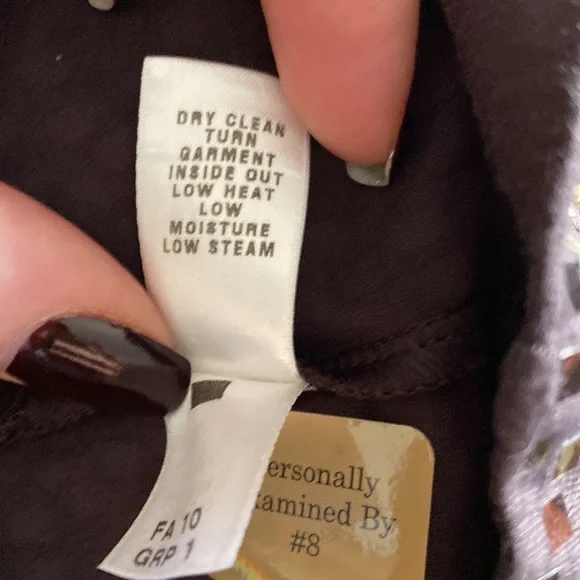 DRY CLEAN
TURN
GARMENT
INSIDE OUT
LOW HEAT
LOW
MOISTURE
LOW STEAM
FA 10
GRP 1
ersonally
xamined By
#8